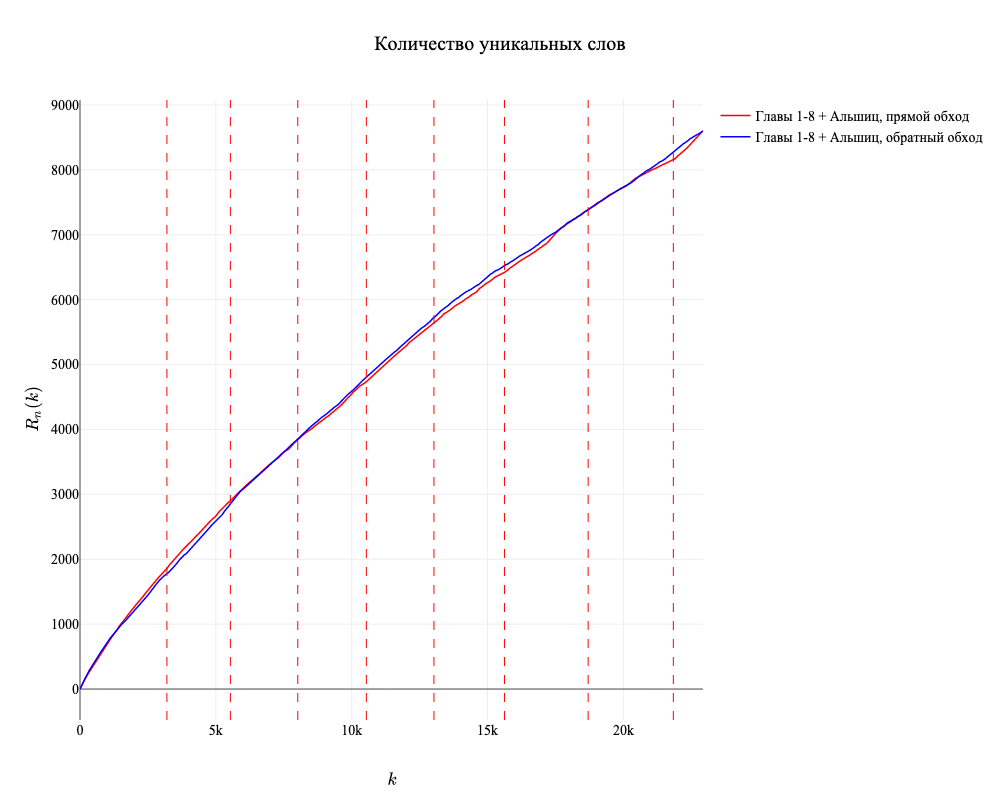 Количество уникальных слов
Главы 1-8 + Альшиц, прямой обход
Главы 1-8 + Альшиц, обратный обход
9000
8000
7000
6000
5000
4000
3000
2000
1000
0
Rₙ(k)
0 5k 10k 15k 20k
k